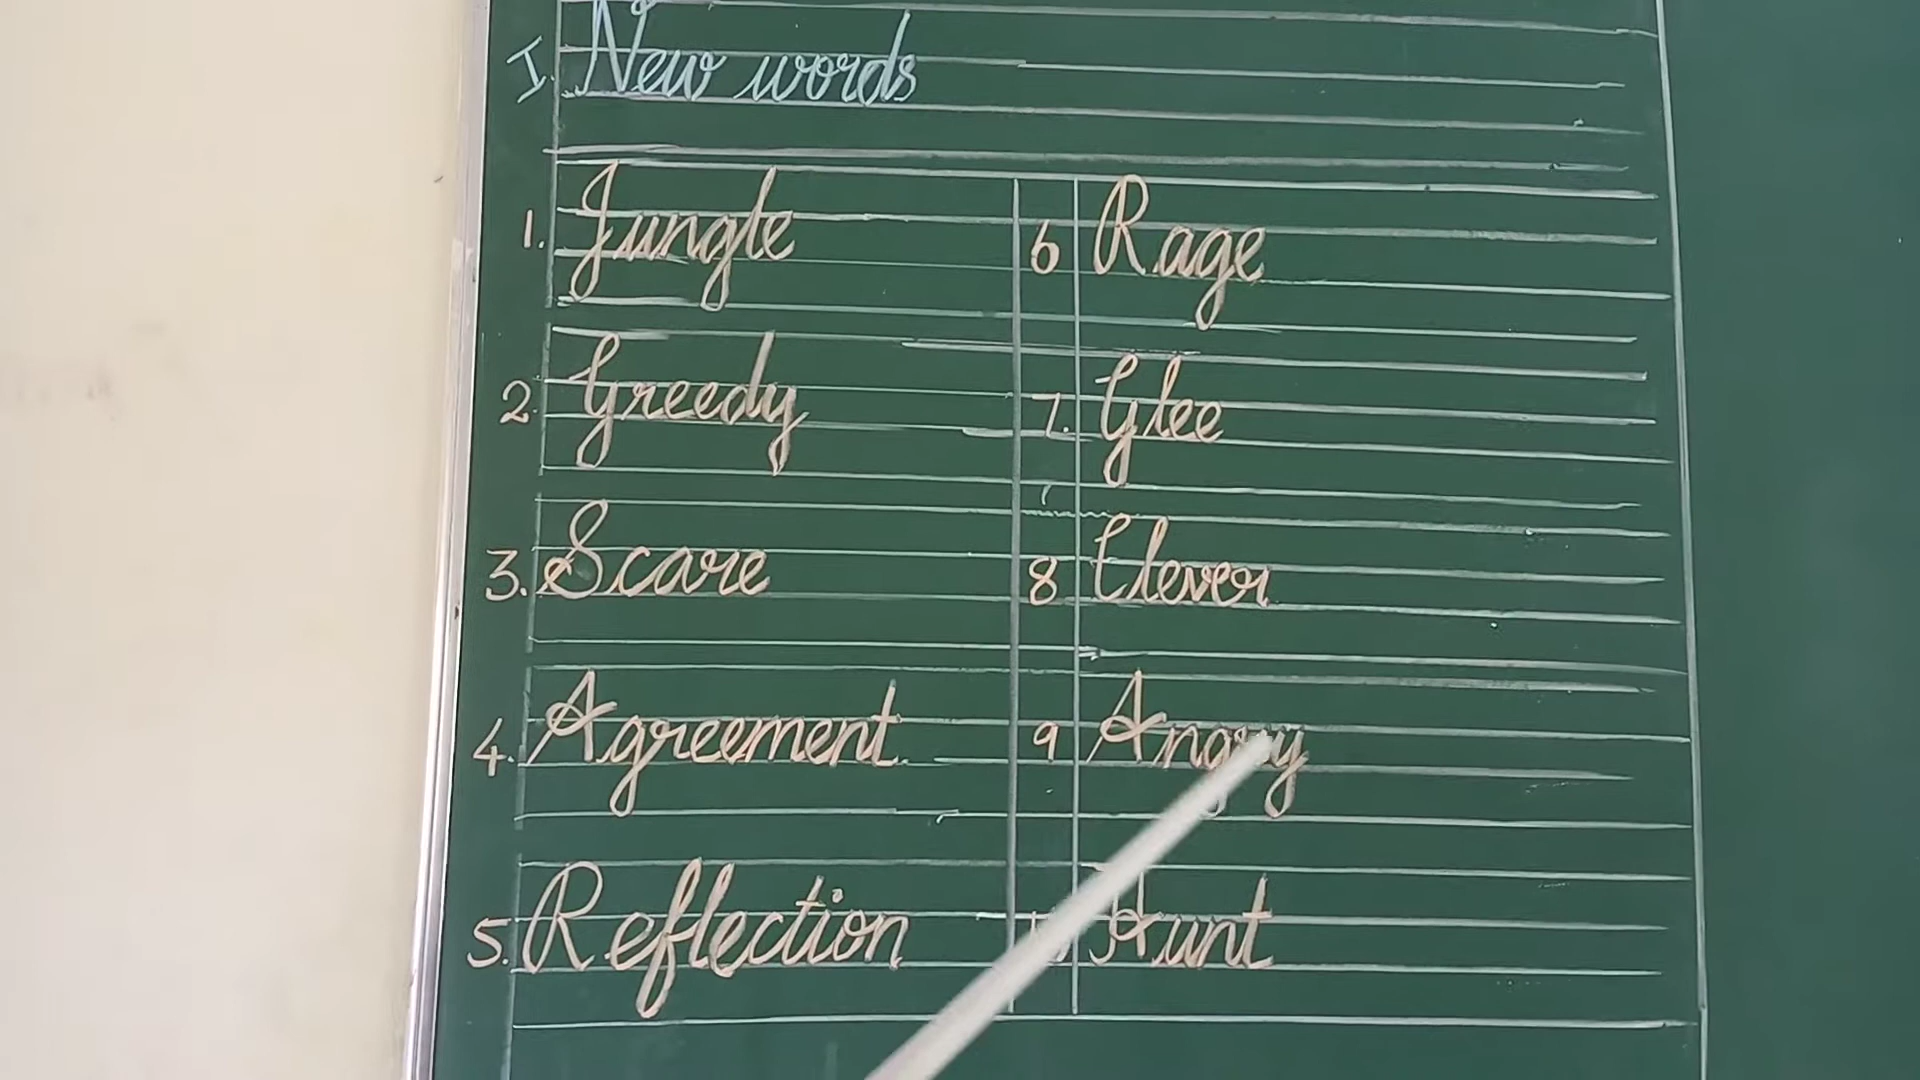 I. New words
1. Jungle
2. Greedy
3. Scare
4. Agreement
5. Reflection
6 Rage
7. Glee
8 Clever
9 Angry
Hunt